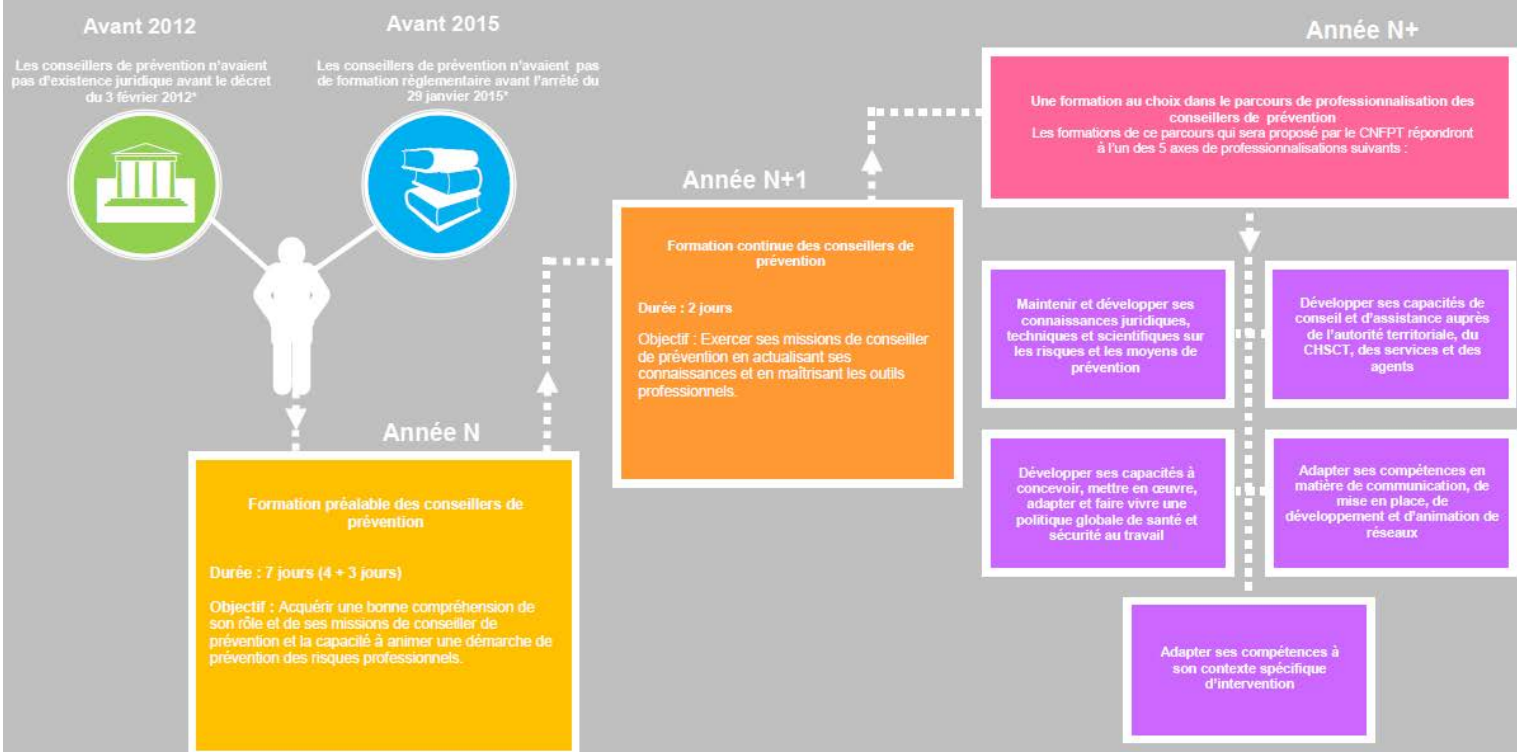 Avant 2012
Les conseillers de prévention n'avaient
pas d'existence juridique avant le décret
du 3 février 2012*
Avant 2015
Les conseillers de prévention n'avaient pas
de formation réglementaire avant l'arrêté du
29 janvier 2015*
Année N
Formation préalable des conseillers de
prévention
Durée : 7 jours (4 + 3 jours)
Objectif : Acquérir une bonne compréhension de
son rôle et de ses missions de conseiller de
prévention et la capacité à animer une démarche de
prévention des risques professionnels.
Année N+1
Formation continue des conseillers de
prévention
Durée : 2 jours
Objectif : Exercer ses missions de conseiller
de prévention en actualisant ses
connaissances et en maîtrisant les outils
professionnels.
Année N+
Une formation au choix dans le parcours de professionnalisation des
conseillers de prévention
Les formations de ce parcours qui sera proposé par le CNFPT répondront
à l'un des 5 axes de professionnalisations suivants :
Maintenir et développer ses
connaissances juridiques,
techniques et scientifiques sur
les risques et les moyens de
prévention
Développer ses capacités de
conseil et d'assistance auprès
de l'autorité territoriale, du
CHSCT, des services et des
agents
Développer ses capacités à
concevoir, mettre en œuvre,
adapter et faire vivre une
politique globale de santé et
sécurité au travail
Adapter ses compétences en
matière de communication, de
mise en place, de
développement et d'animation de
réseaux
Adapter ses compétences à
son contexte spécifique
d'intervention